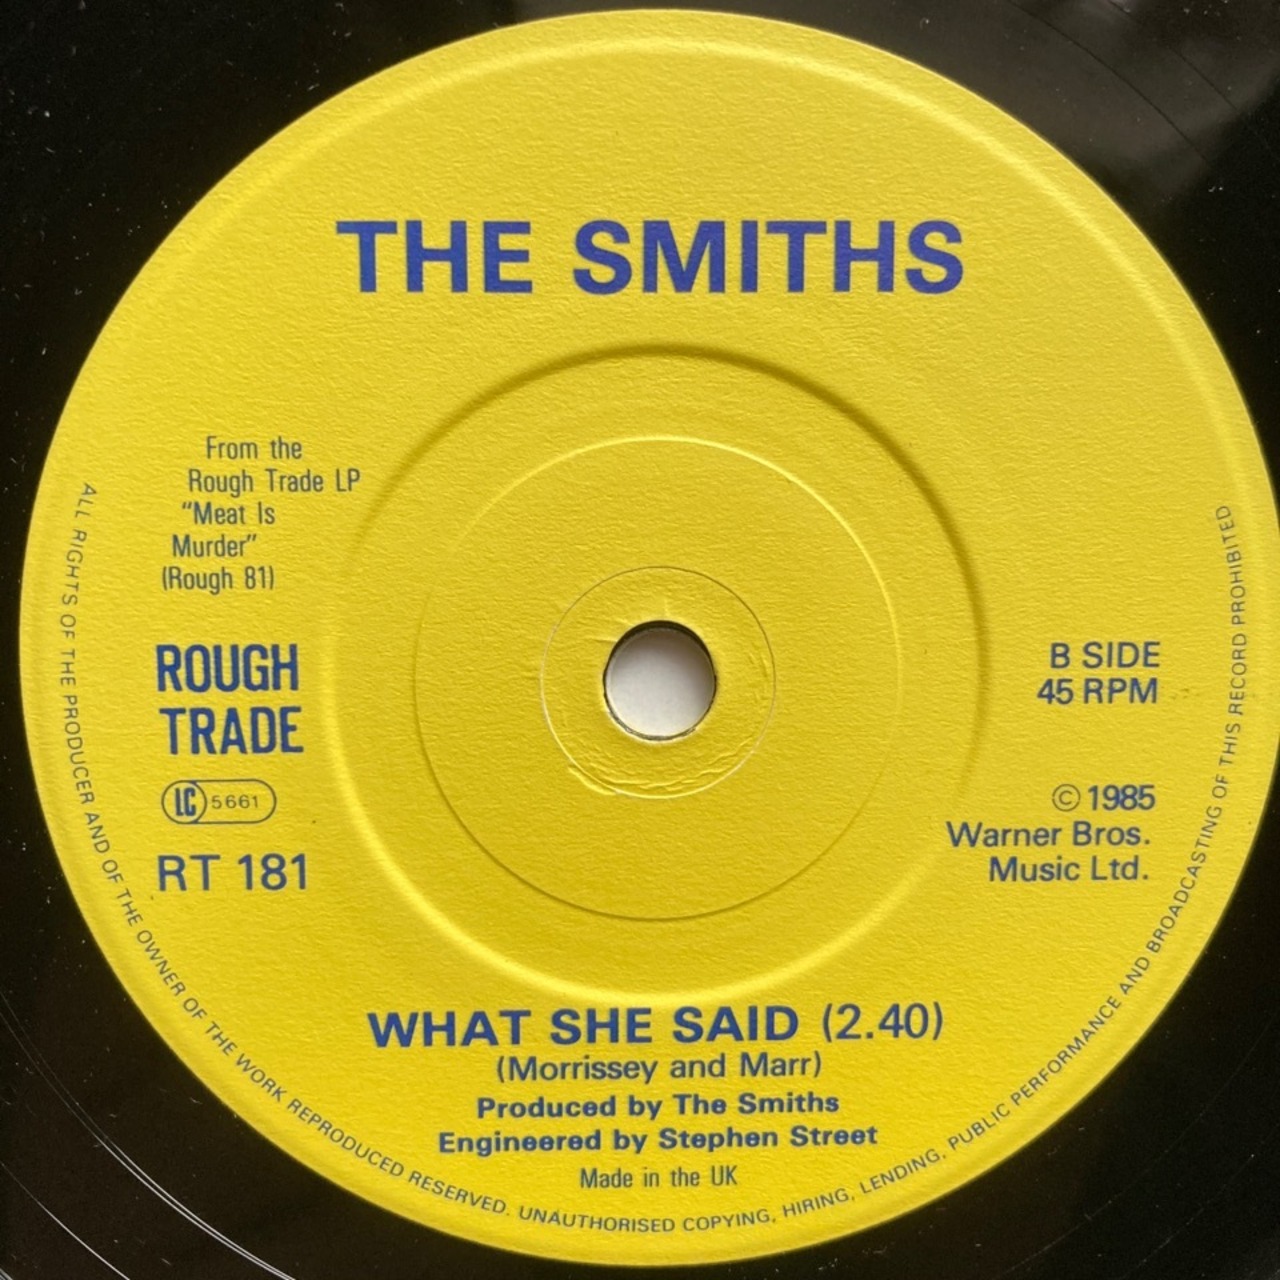 THE SMITHS
From the
Rough Trade LP
"Meat Is
Murder"
(Rough 81)
ROUGH
TRADE
LC 5661
RT 181
B SIDE
45 RPM
© 1985
Warner Bros.
Music Ltd.
WHAT SHE SAID (2.40)
(Morrissey and Marr)
Produced by The Smiths
Engineered by Stephen Street
Made in the UK
ALL RIGHTS OF THE PRODUCER AND OF THE OWNER OF THE WORK REPRODUCED RESERVED. UNAUTHORISED COPYING, HIRING, LENDING, PUBLIC PERFORMANCE AND BROADCASTING OF THIS RECORD PROHIBITED